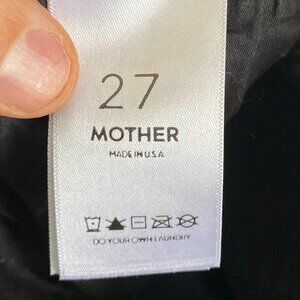 27
MOTHER
MADE IN U.S.A.
DO YOUR OWN LAUNDRY